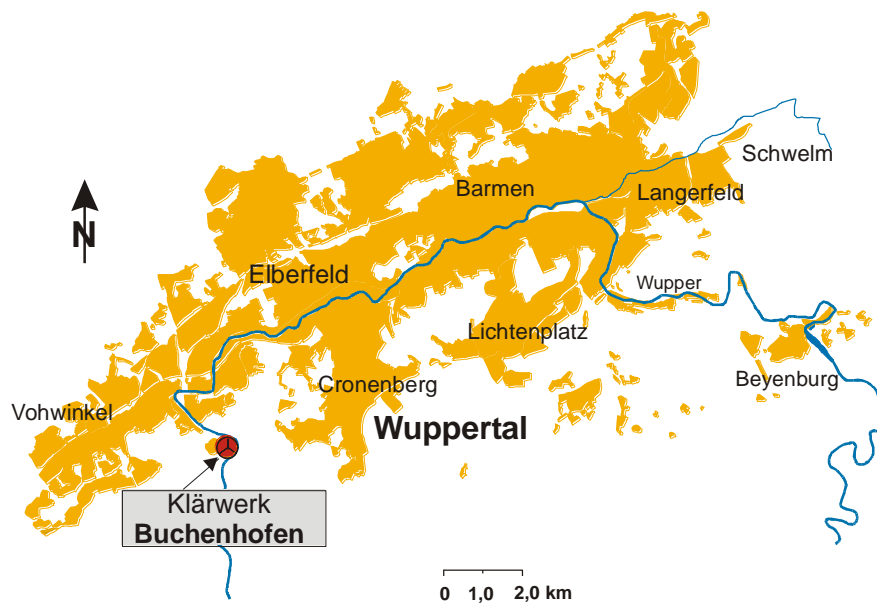 Schwelm
Barmen
Langerfeld
N
Elberfeld
Wupper
Lichtenplatz
Cronenberg
Beyenburg
Vohwinkel
Wuppertal
Klärwerk
Buchenhofen
0 1,0 2,0 km